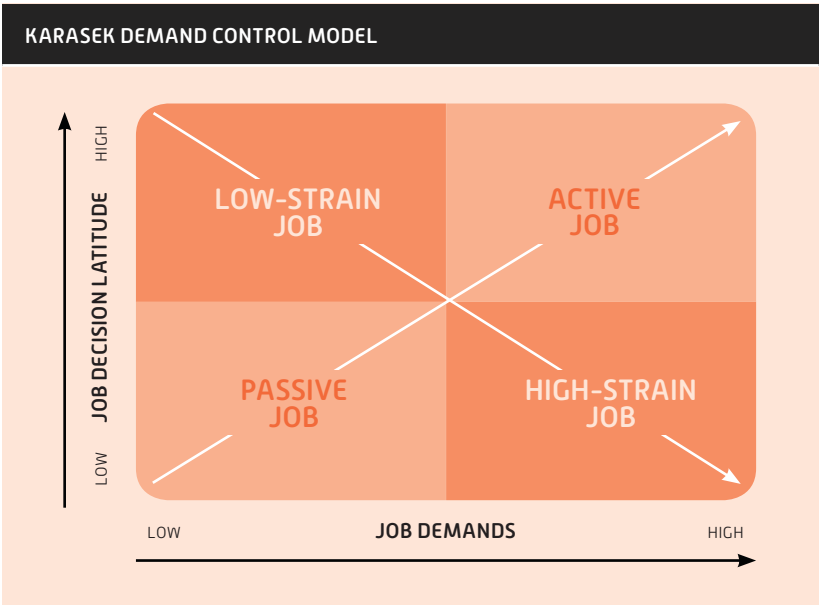 KARASEK DEMAND CONTROL MODEL
HIGH
JOB DECISION LATITUDE
LOW
LOW-STRAIN
JOB
ACTIVE
JOB
PASSIVE
JOB
HIGH-STRAIN
JOB
LOW
JOB DEMANDS
HIGH